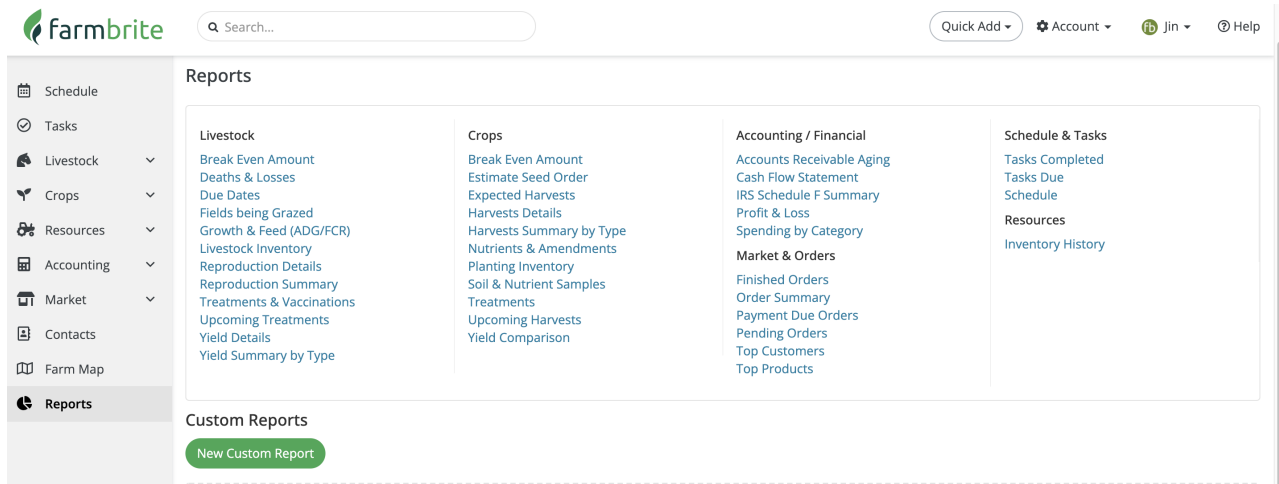 farmbrite
Search...
Quick Add
Account
fb
Jin
Help
Schedule
Tasks
Livestock
Crops
Resources
Accounting
Market
Contacts
Farm Map
Reports
Reports
Livestock
Break Even Amount
Deaths & Losses
Due Dates
Fields being Grazed
Growth & Feed (ADG/FCR)
Livestock Inventory
Reproduction Details
Reproduction Summary
Treatments & Vaccinations
Upcoming Treatments
Yield Details
Yield Summary by Type
Crops
Break Even Amount
Estimate Seed Order
Expected Harvests
Harvests Details
Harvests Summary by Type
Nutrients & Amendments
Planting Inventory
Soil & Nutrient Samples
Treatments
Upcoming Harvests
Yield Comparison
Accounting / Financial
Accounts Receivable Aging
Cash Flow Statement
IRS Schedule F Summary
Profit & Loss
Spending by Category
Market & Orders
Finished Orders
Order Summary
Payment Due Orders
Pending Orders
Top Customers
Top Products
Schedule & Tasks
Tasks Completed
Tasks Due
Schedule
Resources
Inventory History
Custom Reports
New Custom Report